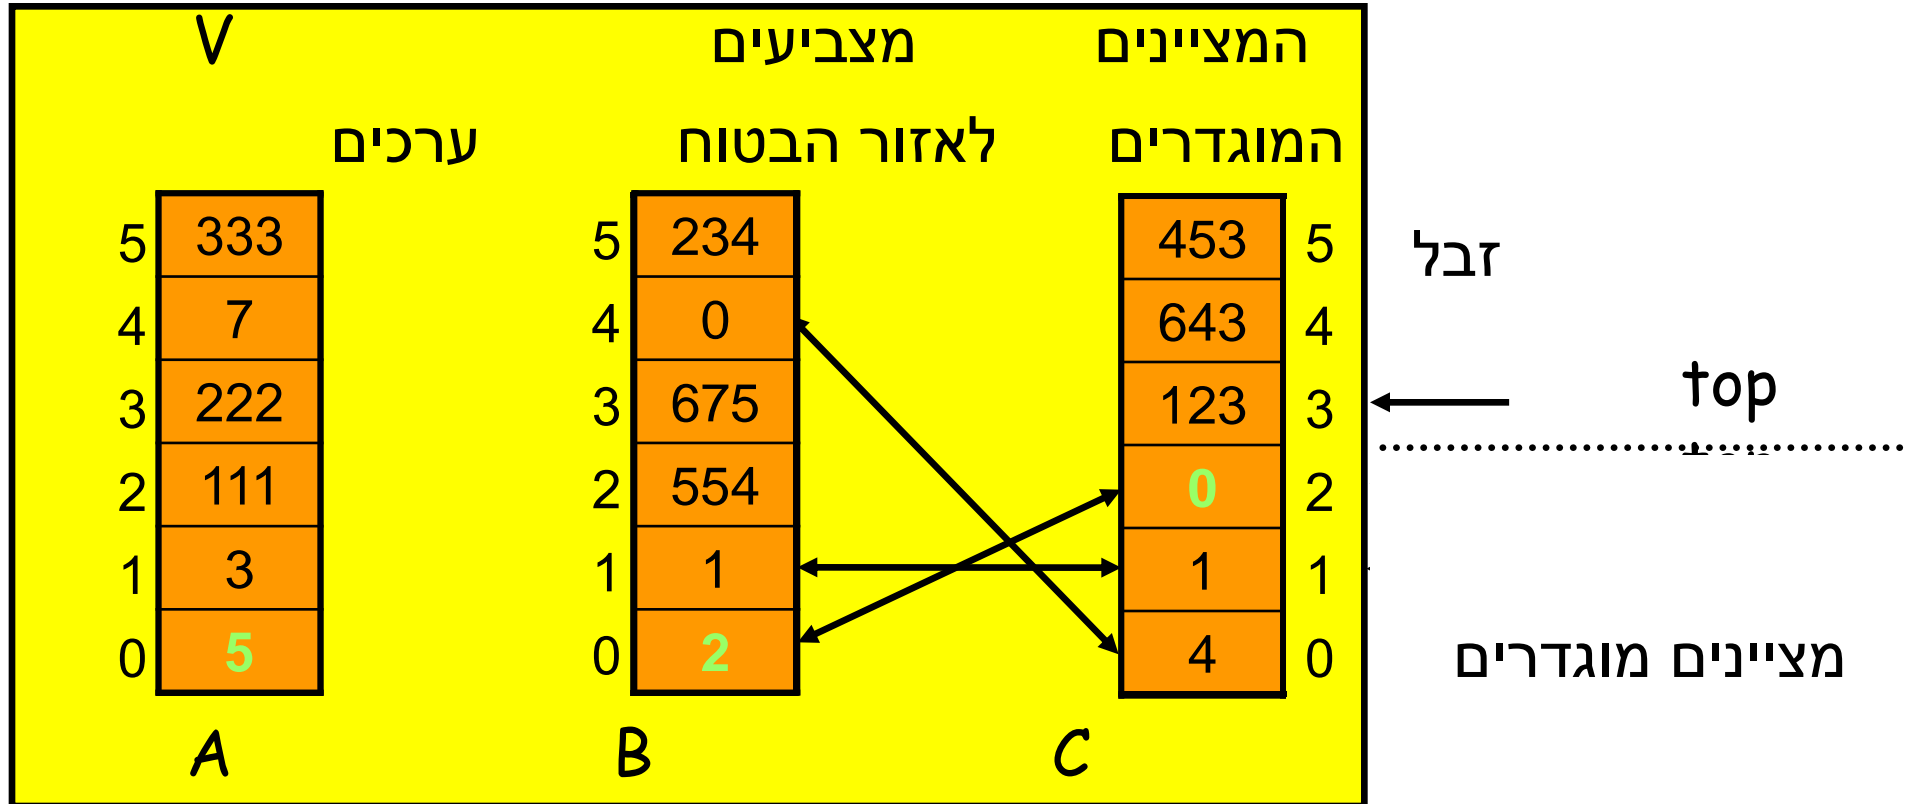 V מצביעים המציינים
ערכים לאזור הבטוח המוגדרים
5 333 5 234 453 5 זבל
4 7 4 0 643 4
3 222 3 675 123 3 top
2 111 2 554 0 2
1 3 1 1 1 1
0 5 0 2 4 0 מציינים מוגדרים
A B C